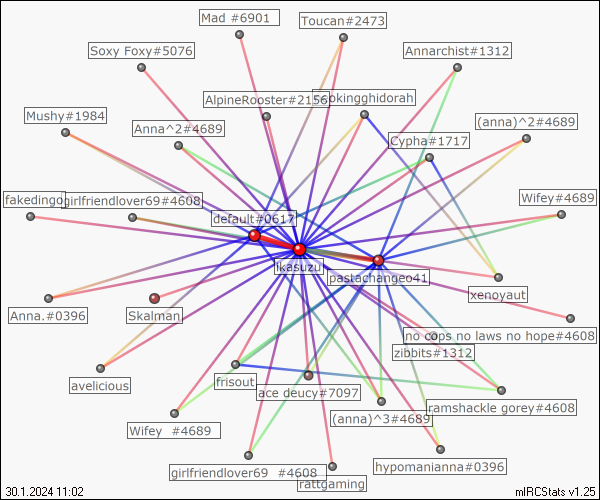 Mad #6901
Toucan#2473
Soxy Foxy#5076
Annarchist#1312
AlpineRooster#2156
okingghidorah
Mushy#1984
Anna^2#4689
(anna)^2#4689
Cypha#1717
fakedingo
girlfriendlover69#4608
Wifey#4689
default#0617
ikasuzu
pastachangeo41
xenoyaut
Anna.#0396
Skalman
no cops no laws no hope#4608
zibbits#1312
avelicious
frisout
ace deucy#7097
ramshackle gorey#4608
(anna)^3#4689
Wifey #4689
girlfriendlover69 #4608
hypomanianna#0396
rattgaming
30.1.2024 11:02
mIRCStats v1.25